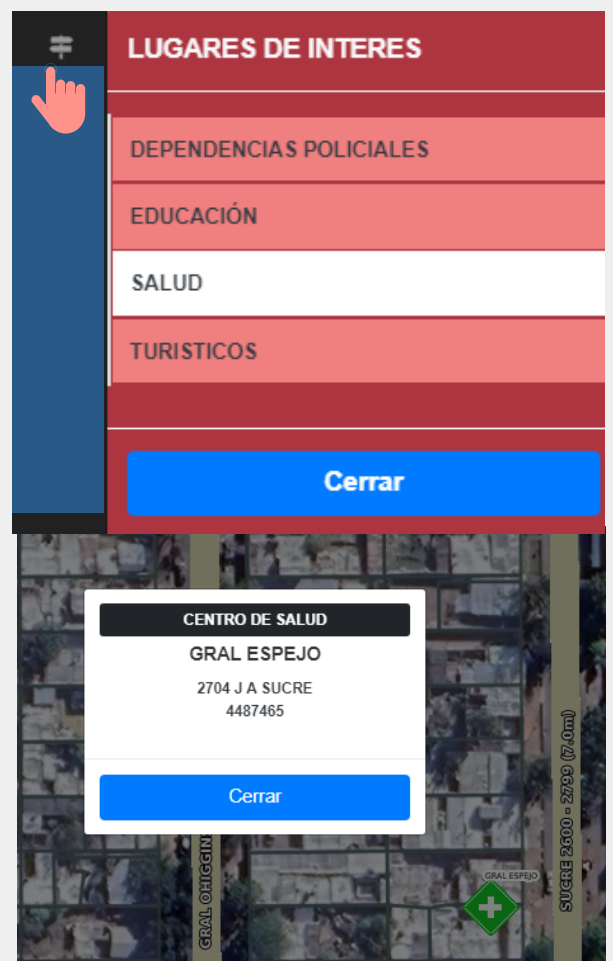 LUGARES DE INTERES
DEPENDENCIAS POLICIALES
EDUCACIÓN
SALUD
TURISTICOS
Cerrar
CENTRO DE SALUD
GRAL ESPEJO
2704 J A SUCRE
4487465
Cerrar
GRAL OHIGGIN
GRAL ESPEJO
SUCRE 2600 - 2799 (7.0m)